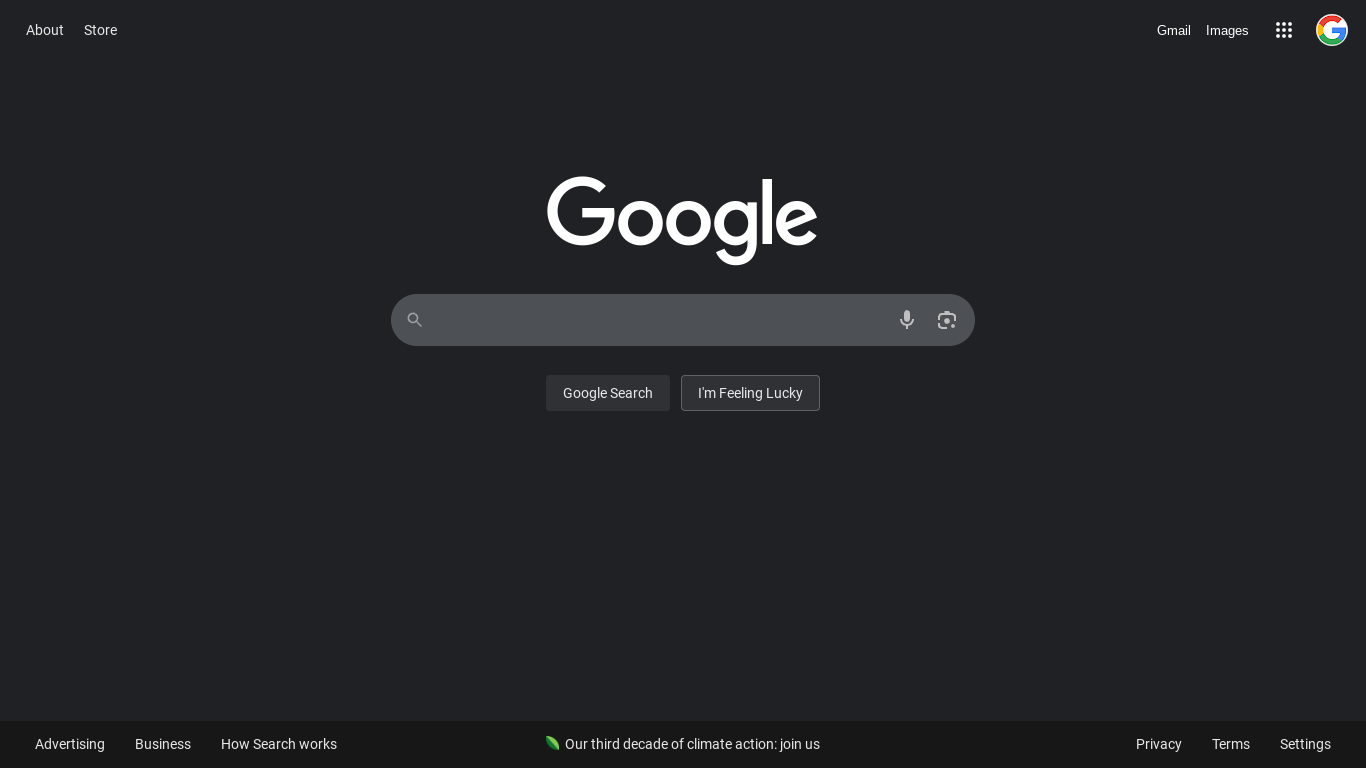 About Store Gmail Images
Google
Google Search I'm Feeling Lucky
Advertising Business How Search works Our third decade of climate action: join us Privacy Terms Settings